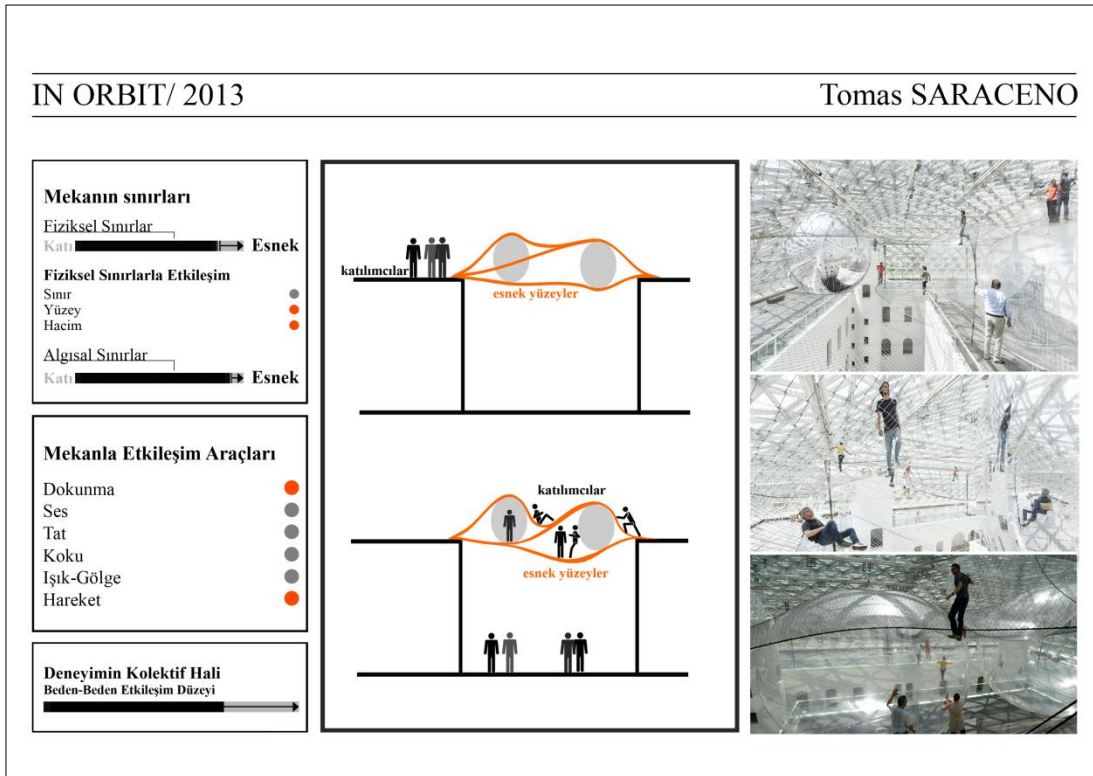 IN ORBIT/ 2013
Tomas SARACENO
Mekanın sınırları
Fiziksel Sınırlar
Katı Esnek
Fiziksel Sınırlarla Etkileşim
Sınır
Yüzey
Hacim
Algısal Sınırlar
Katı Esnek
Mekanla Etkileşim Araçları
Dokunma
Ses
Tat
Koku
Işık-Gölge
Hareket
Deneyimin Kolektif Hali
Beden-Beden Etkileşim Düzeyi
katılımcılar
esnek yüzeyler
katılımcılar
esnek yüzeyler